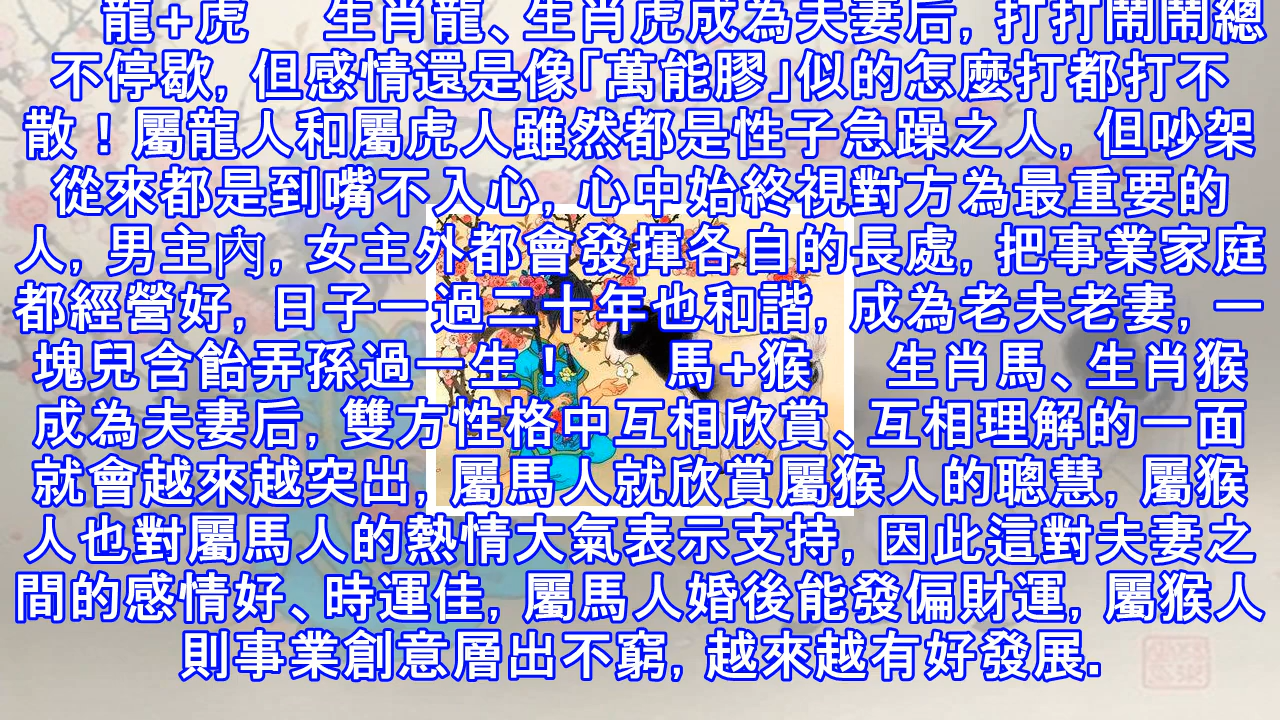 龍+虎　生肖龍、生肖虎成為夫妻后,打打鬧鬧總
不停歇,但感情還是像「萬能膠」似的怎麼打都打不
散!屬龍人和屬虎人雖然都是性子急躁之人,但吵架
從來都是到嘴不入心,心中始終視對方為最重要的
人,男主內,女主外都會發揮各自的長處,把事業家庭
都經營好,日子一過二十年也和諧,成為老夫老妻,一
塊兒含飴弄孫過一生!　馬+猴　生肖馬、生肖猴
成為夫妻后,雙方性格中互相欣賞、互相理解的一面
就會越來越突出,屬馬人就欣賞屬猴人的聰慧,屬猴
人也對屬馬人的熱情大氣表示支持,因此這對夫妻之
間的感情好、時運佳,屬馬人婚後能發偏財運,屬猴人
則事業創意層出不窮,越來越有好發展.